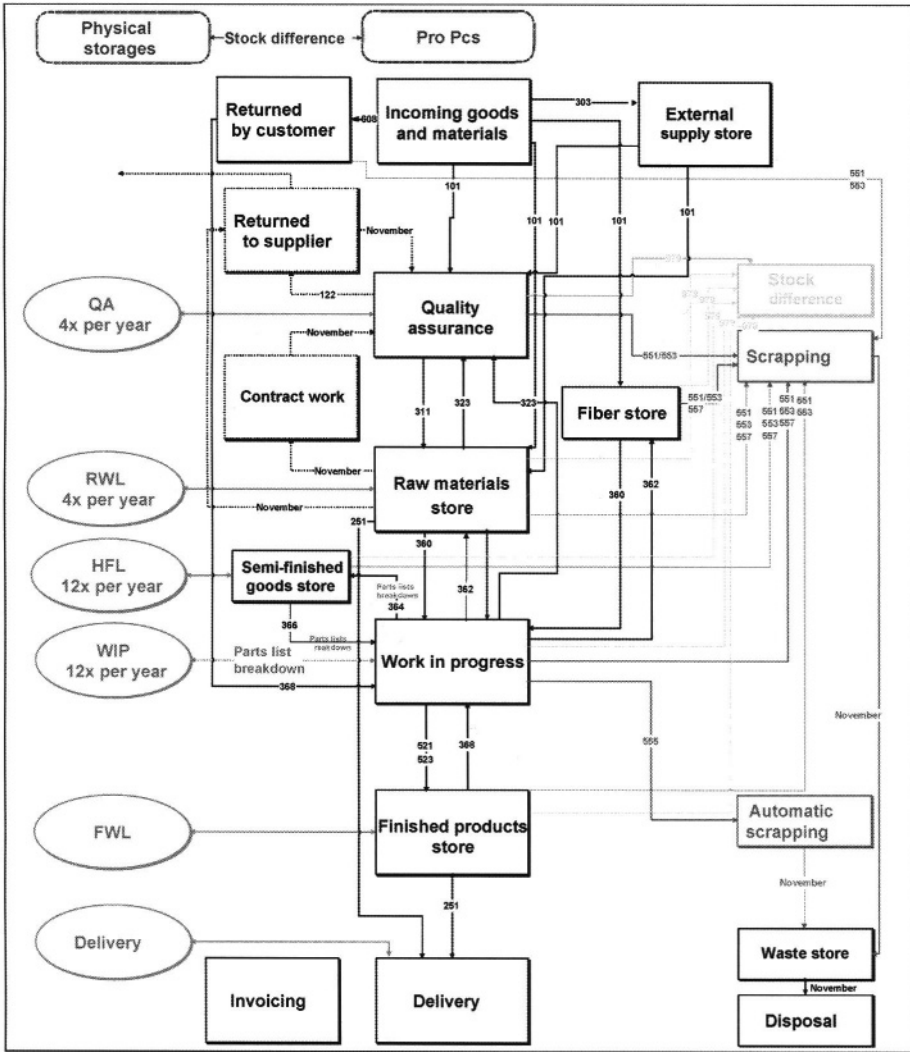 Physical
storages
Stock difference
Pro Pcs
Returned
by customer
608
Incoming goods
and materials
303
External
supply store
551
553
101
101
101
101
101
Returned
to supplier
November
122
QA
4x per year
Quality
assurance
979
Stock
difference
November
Contract work
311
323
323
551/553
Scrapping
Fiber store
551/553
557
551
553
557
551
553
557
551
553
557
551
553
RWL
4x per year
November
November
Raw materials
store
251
360
362
360
362
HFL
12x per year
Semi-finished
goods store
Parts lists
breakdown
364
366
Parts lists
WIP
12x per year
Parts list
breakdown
368
Work in progress
521
523
368
555
November
FWL
Finished products
store
Automatic
scrapping
251
November
Delivery
Invoicing
Delivery
Waste store
November
Disposal